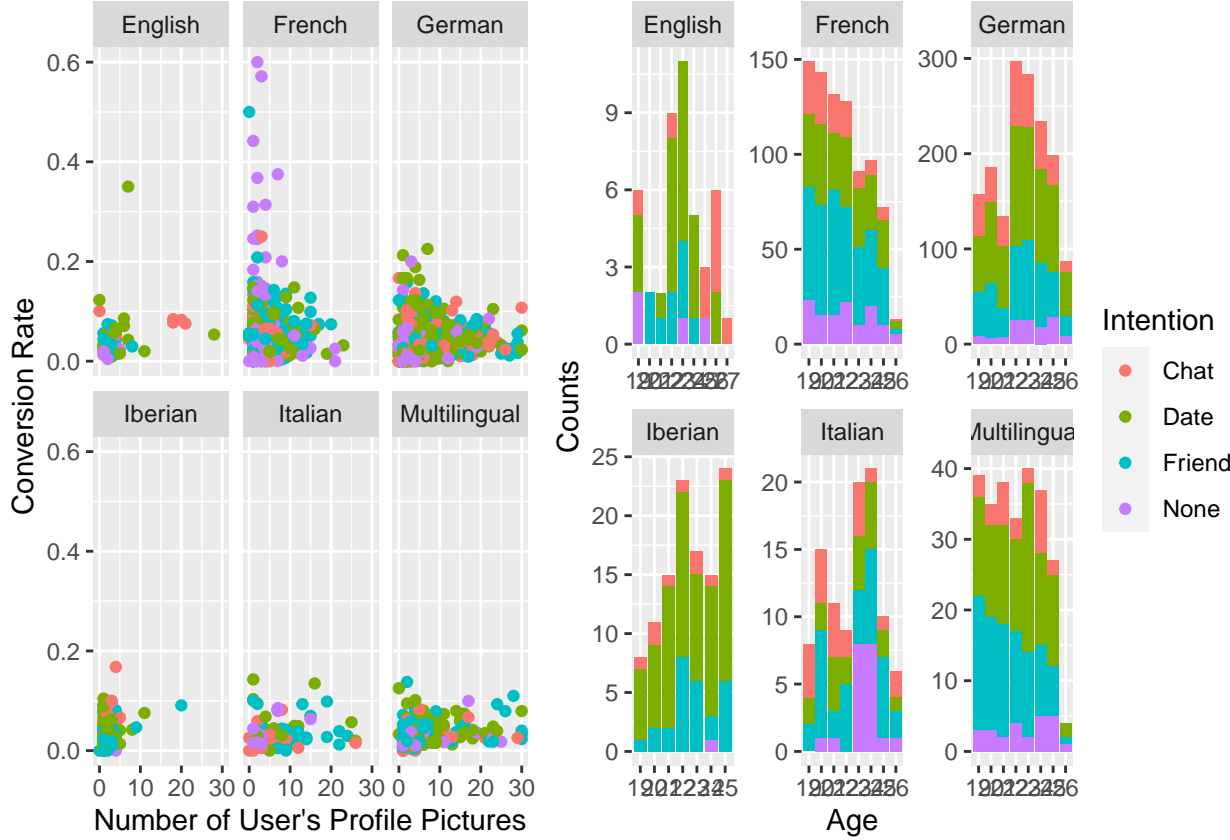 English French German
0.6
0.4
0.2
0.0
Iberian Italian Multilingual
0.6
0.4
0.2
0.0
0 10 20 30 0 10 20 30 0 10 20 30
Conversion Rate
Number of User's Profile Pictures
English French German
9
6
3
0
150
100
50
0
300
200
100
0
Iberian Italian Multilingua
25
20
15
10
5
0
20
15
10
5
0
40
30
20
10
0
Counts
Age
Intention
Chat
Date
Friend
None